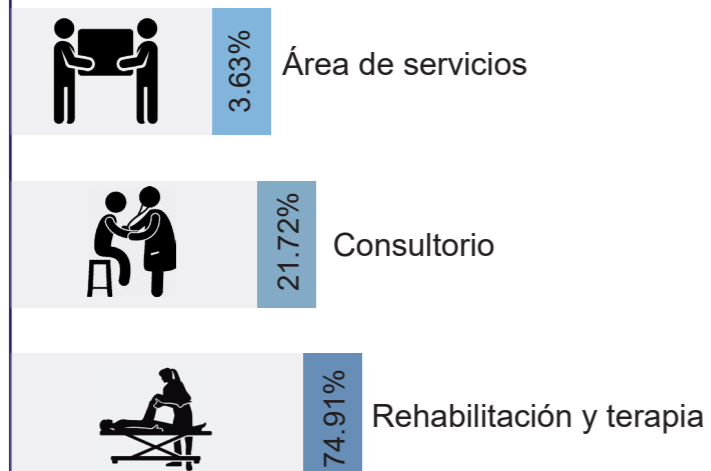 3.63%
Área de servicios
21.72%
Consultorio
74.91%
Rehabilitación y terapia